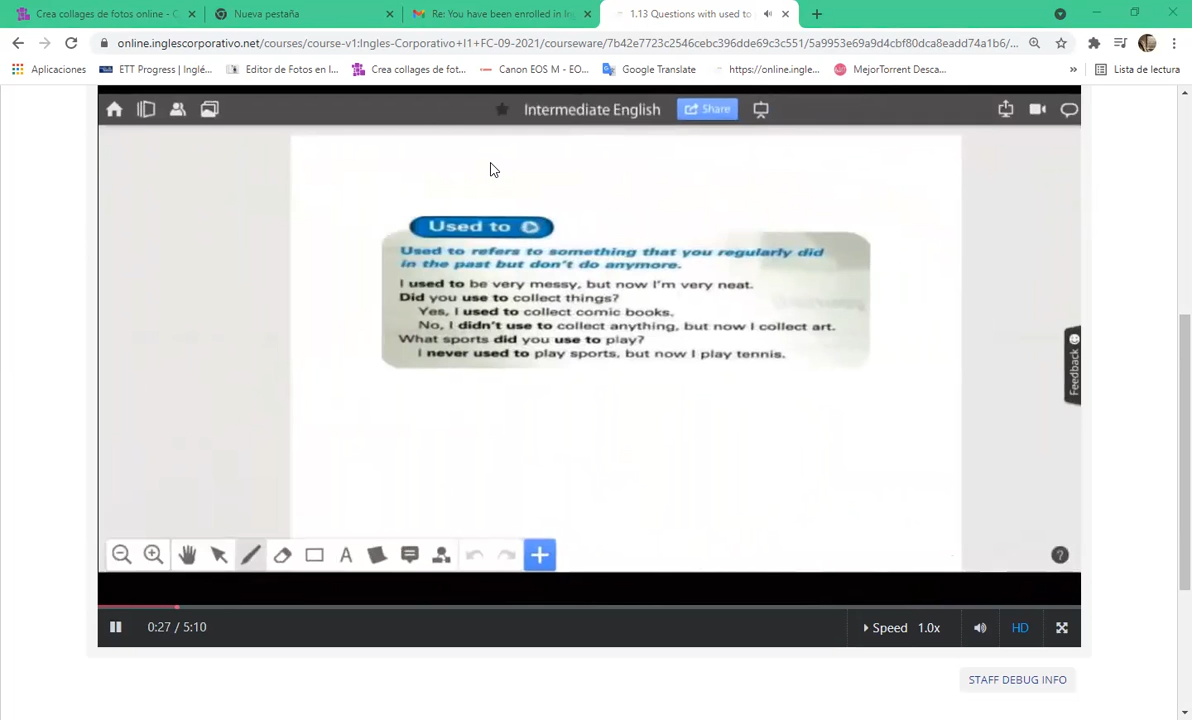 Crea collages de fotos online - C
Nueva pestaña
Re: You have been enrolled in Ing
1.13 Questions with used to
online.inglescorporativo.net/courses/course-v1:Ingles-Corporativo+I1+FC-09-2021/courseware/7b42e7723c2546cebc396dde69c3c551/5a9953e69a9d4cbf80dca8eadd74a1b6/...
Aplicaciones
ETT Progress | Inglé...
Editor de Fotos en l...
Crea collages de fot...
Canon EOS M - EO...
Google Translate
https://online.ingle...
MejorTorrent Desca...
»
Lista de lectura
Intermediate English
Share
Used to
Used to refers to something that you regularly did
in the past but don't do anymore.
I used to be very messy, but now I'm very neat.
Did you use to collect things?
Yes, I used to collect comic books.
No, I didn't use to collect anything, but now I collect art.
What sports did you use to play?
I never used to play sports, but now I play tennis.
Feedback
A
?
0:27 / 5:10
Speed 1.0x
HD
STAFF DEBUG INFO